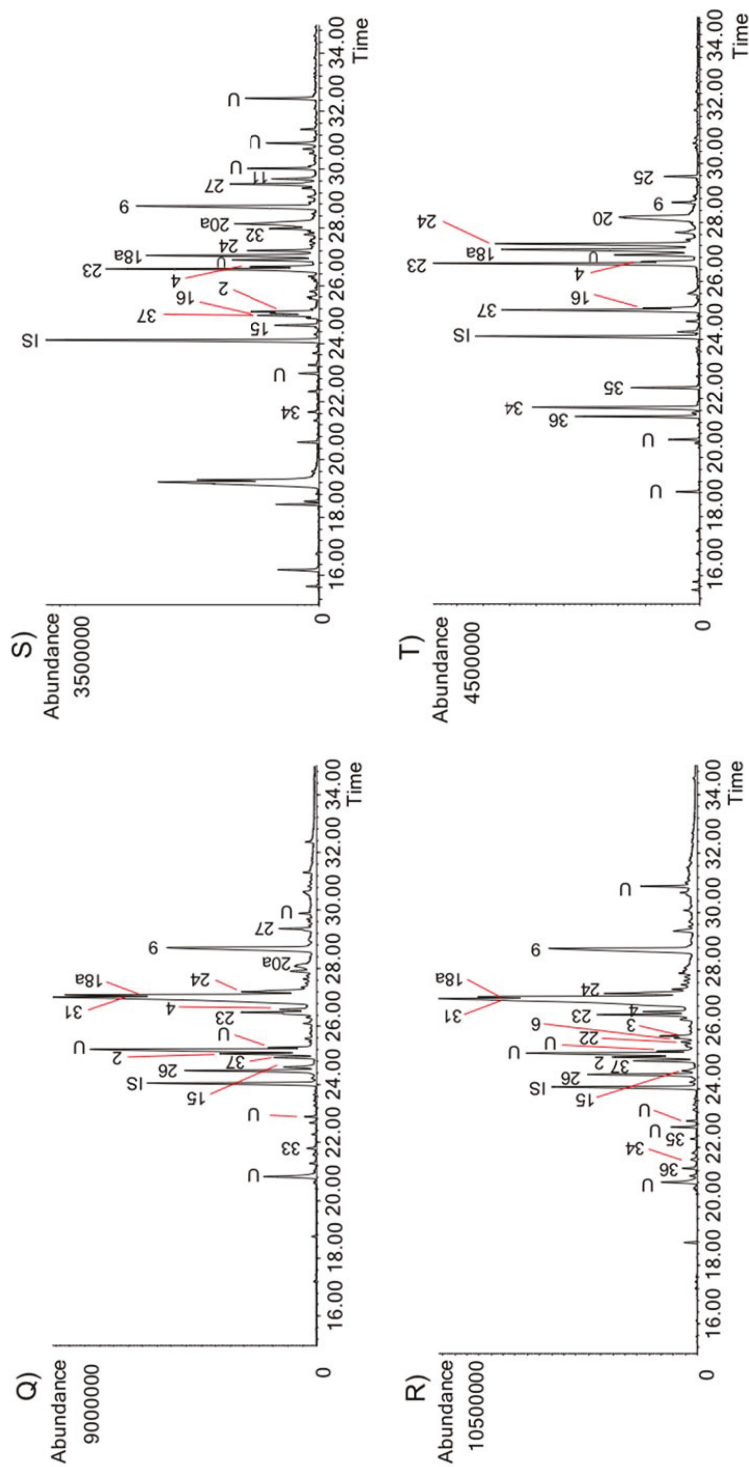 Q)
Abundance
9000000
0
U
33
U
15
IS
26
37
2
U
U
23
4
31
18a
24
20a
9
27
U
16.00 18.00 20.00 22.00 24.00 26.00 28.00 30.00 32.00 34.00
Time
S)
Abundance
3500000
0
34
U
IS
15
37
16
2
23
4
U
18a
24
32
20a
9
27
11
U
U
U
16.00 18.00 20.00 22.00 24.00 26.00 28.00 30.00 32.00 34.00
Time
R)
Abundance
10500000
0
U
36
34
35
U
U
15
IS
26
37
2
U
U
22
6
3
23
4
31
18a
24
9
U
16.00 18.00 20.00 22.00 24.00 26.00 28.00 30.00 32.00 34.00
Time
T)
Abundance
4500000
0
U
U
36
34
35
IS
37
16
23
4
U
18a
24
20
9
25
16.00 18.00 20.00 22.00 24.00 26.00 28.00 30.00 32.00 34.00
Time